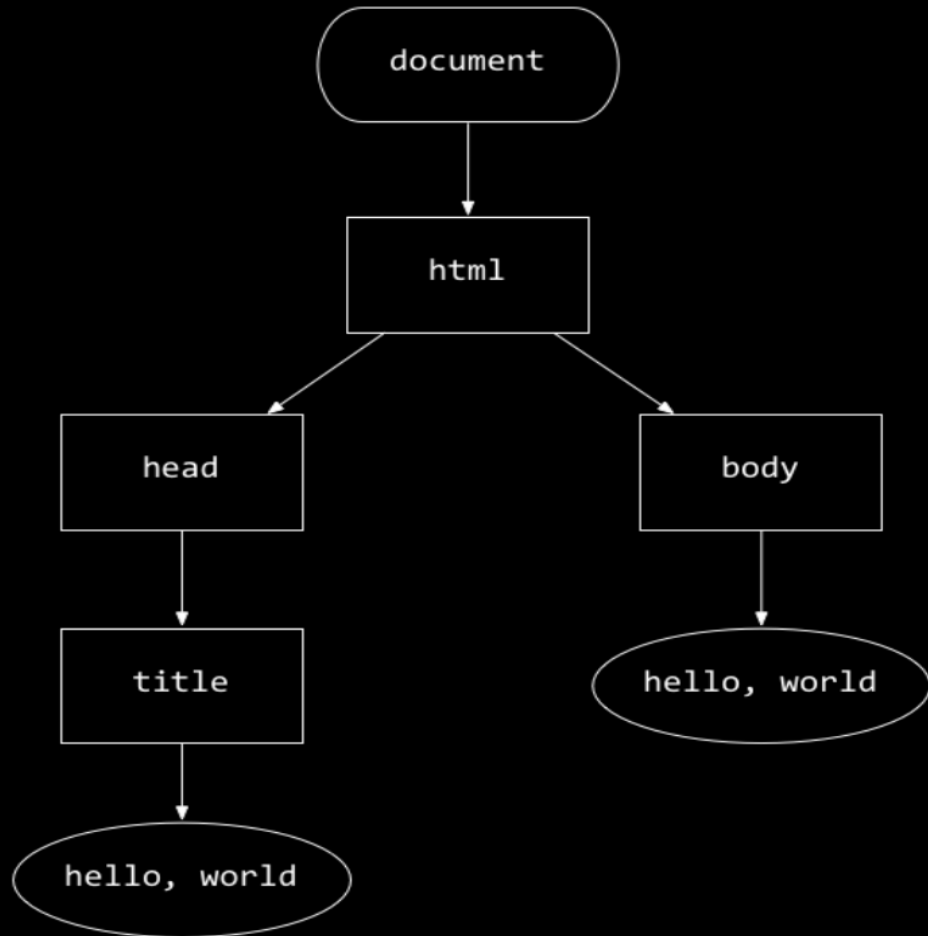 document
html
head
body
title
hello, world
hello, world